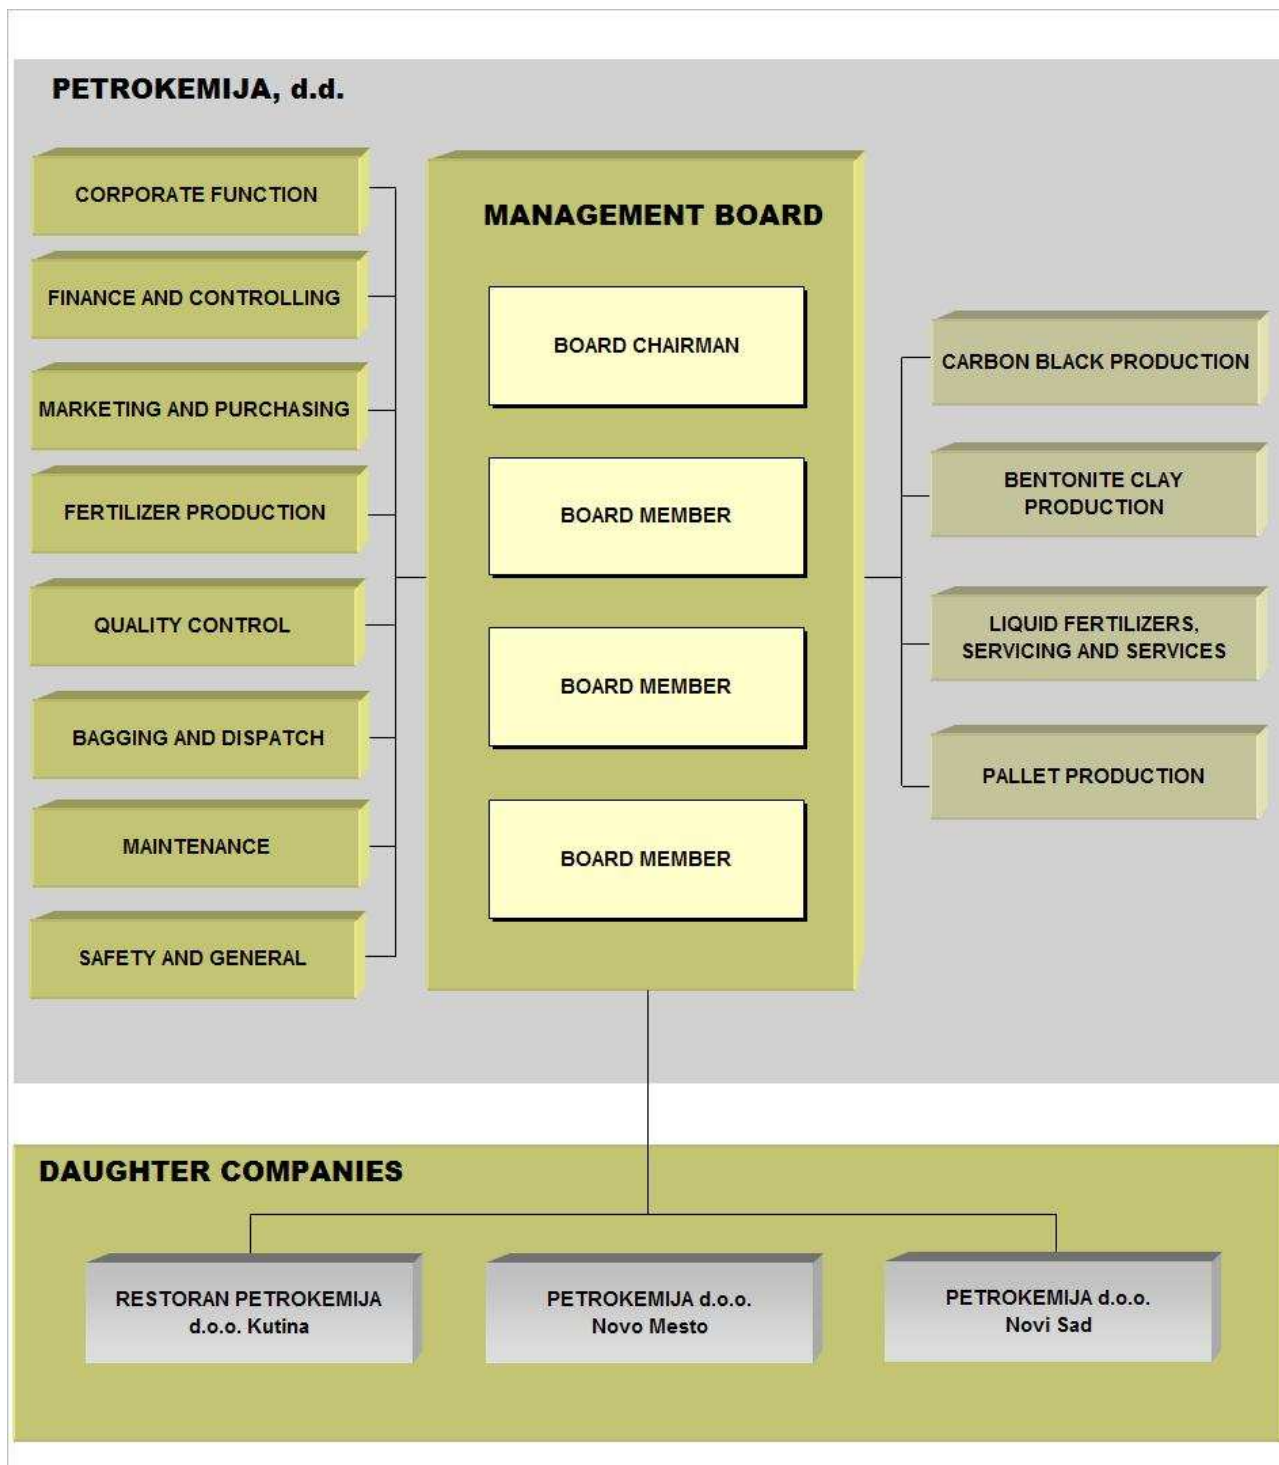 PETROKEMIJA, d.d.
CORPORATE FUNCTION
FINANCE AND CONTROLLING
MARKETING AND PURCHASING
FERTILIZER PRODUCTION
QUALITY CONTROL
BAGGING AND DISPATCH
MAINTENANCE
SAFETY AND GENERAL
MANAGEMENT BOARD
BOARD CHAIRMAN
BOARD MEMBER
BOARD MEMBER
BOARD MEMBER
CARBON BLACK PRODUCTION
BENTONITE CLAY
PRODUCTION
LIQUID FERTILIZERS,
SERVICING AND SERVICES
PALLET PRODUCTION
DAUGHTER COMPANIES
RESTORAN PETROKEMIJA
d.o.o. Kutina
PETROKEMIJA d.o.o.
Novo Mesto
PETROKEMIJA d.o.o.
Novi Sad